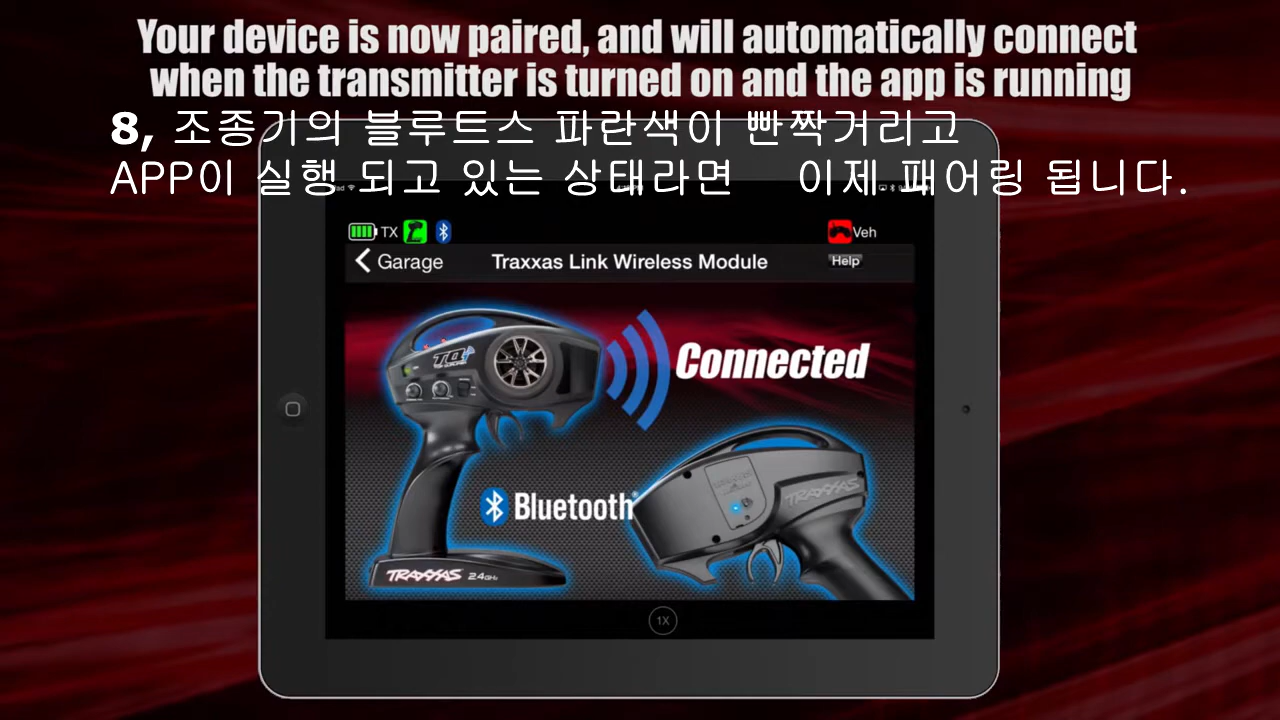 Your device is now paired, and will automatically connect
when the transmitter is turned on and the app is running
8, 조종기의 블루트스 파란색이 빤짝거리고
APP이 실행 되고 있는 상태라면 이제 패어링 됩니다.
TX
Veh
Garage
Traxxas Link Wireless Module
Help
TQi
Connected
Bluetooth®
TRAXXAS
TRAXXAS 2.4GHz
1X